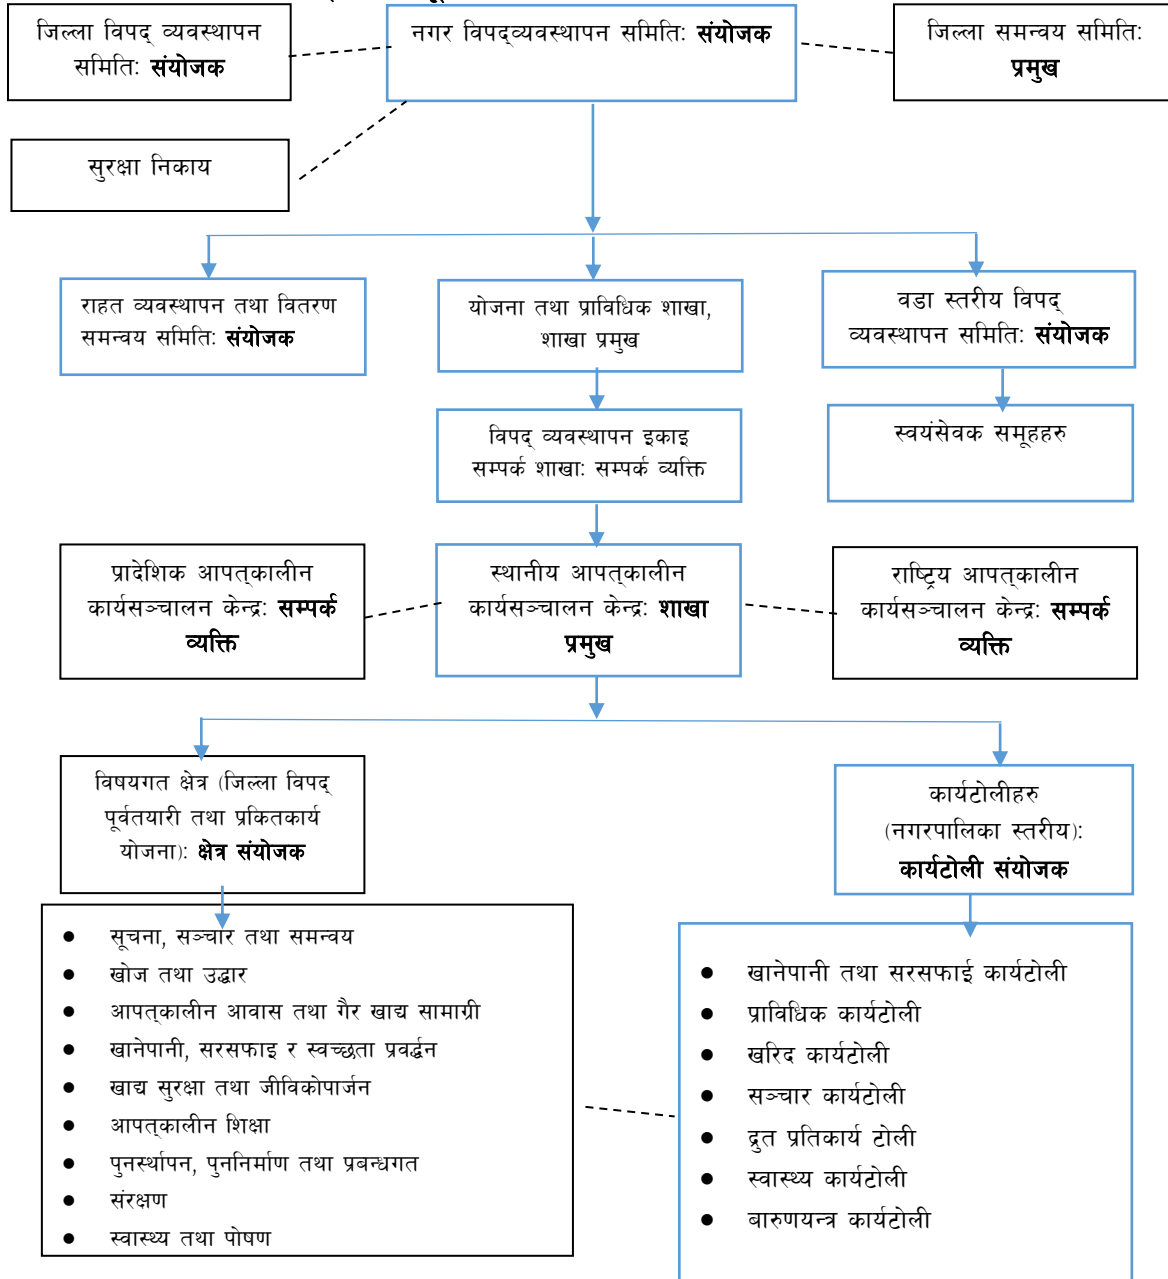 जिल्ला विपद् व्यवस्थापन
समिति: संयोजक
नगर विपद्व्यवस्थापन समिति: संयोजक
जिल्ला समन्वय समिति:
प्रमुख
सुरक्षा निकाय
राहत व्यवस्थापन तथा वितरण
समन्वय समिति: संयोजक
योजना तथा प्राविधिक शाखा,
शाखा प्रमुख
वडा स्तरीय विपद्
व्यवस्थापन समिति: संयोजक
विपद् व्यवस्थापन इकाइ
सम्पर्क शाखा: सम्पर्क व्यक्ति
स्वयंसेवक समूहहरु
प्रादेशिक आपत्कालीन
कार्यसञ्चालन केन्द्र: सम्पर्क
व्यक्ति
स्थानीय आपत्कालीन
कार्यसञ्चालन केन्द्र: शाखा
प्रमुख
राष्ट्रिय आपत्कालीन
कार्यसञ्चालन केन्द्र: सम्पर्क
व्यक्ति
विषयगत क्षेत्र (जिल्ला विपद्
पूर्वतयारी तथा प्रकितकार्य
योजना): क्षेत्र संयोजक
कार्यटोलीहरु
(नगरपालिका स्तरीय):
कार्यटोली संयोजक
● सूचना, सञ्चार तथा समन्वय
● खोज तथा उद्धार
● आपत्कालीन आवास तथा गैर खाद्य सामाग्री
● खानेपानी, सरसफाइ र स्वच्छता प्रवर्द्धन
● खाद्य सुरक्षा तथा जीविकोपार्जन
● आपत्कालीन शिक्षा
● पुनर्स्थापन, पुननिर्माण तथा प्रबन्धगत
● संरक्षण
● स्वास्थ्य तथा पोषण
● खानेपानी तथा सरसफाई कार्यटोली
● प्राविधिक कार्यटोली
● खरिद कार्यटोली
● सञ्चार कार्यटोली
● द्रुत प्रतिकार्य टोली
● स्वास्थ्य कार्यटोली
● बारुणयन्त्र कार्यटोली